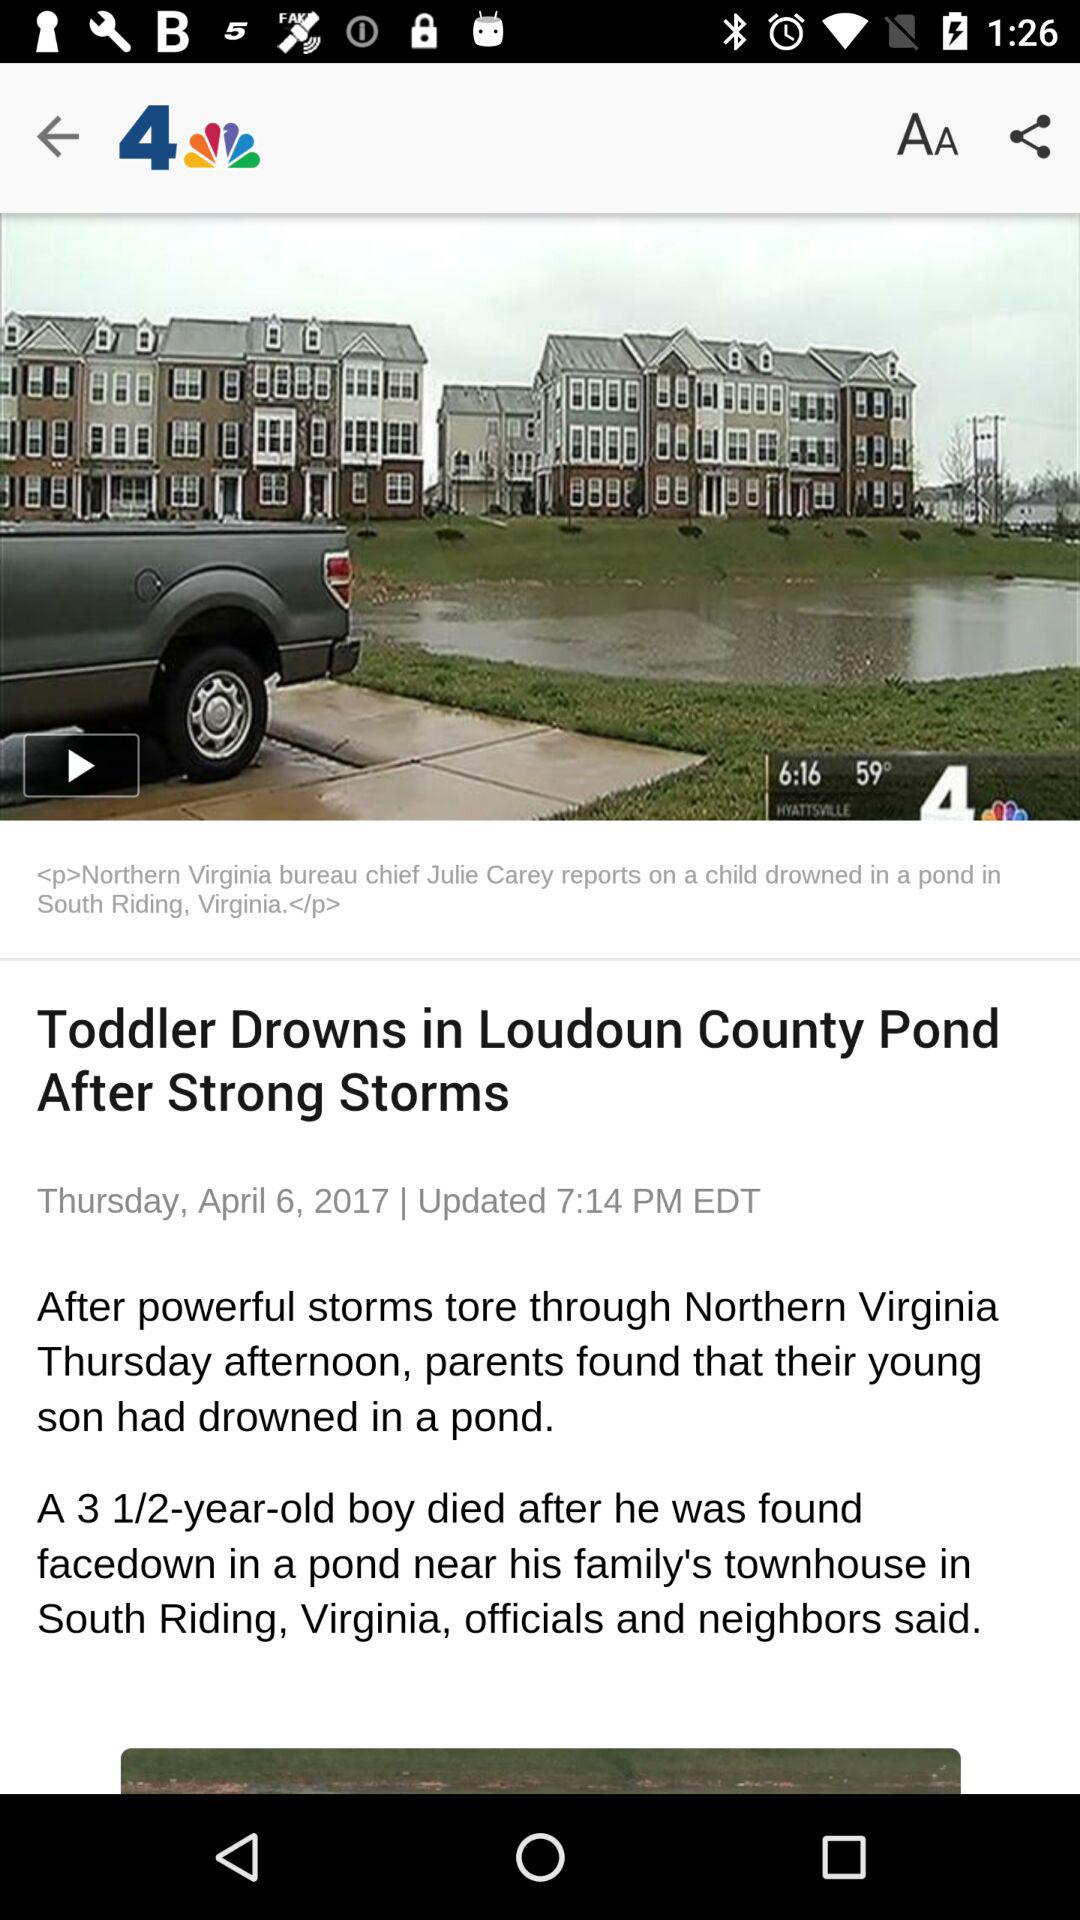 B 5 FAKE 1:26
4
AA
6:16 59°
HYATTSVILLE 4
<p>Northern Virginia bureau chief Julie Carey reports on a child drowned in a pond in
South Riding, Virginia.</p>
Toddler Drowns in Loudoun County Pond
After Strong Storms
Thursday, April 6, 2017 | Updated 7:14 PM EDT
After powerful storms tore through Northern Virginia
Thursday afternoon, parents found that their young
son had drowned in a pond.
A 3 1/2-year-old boy died after he was found
facedown in a pond near his family's townhouse in
South Riding, Virginia, officials and neighbors said.